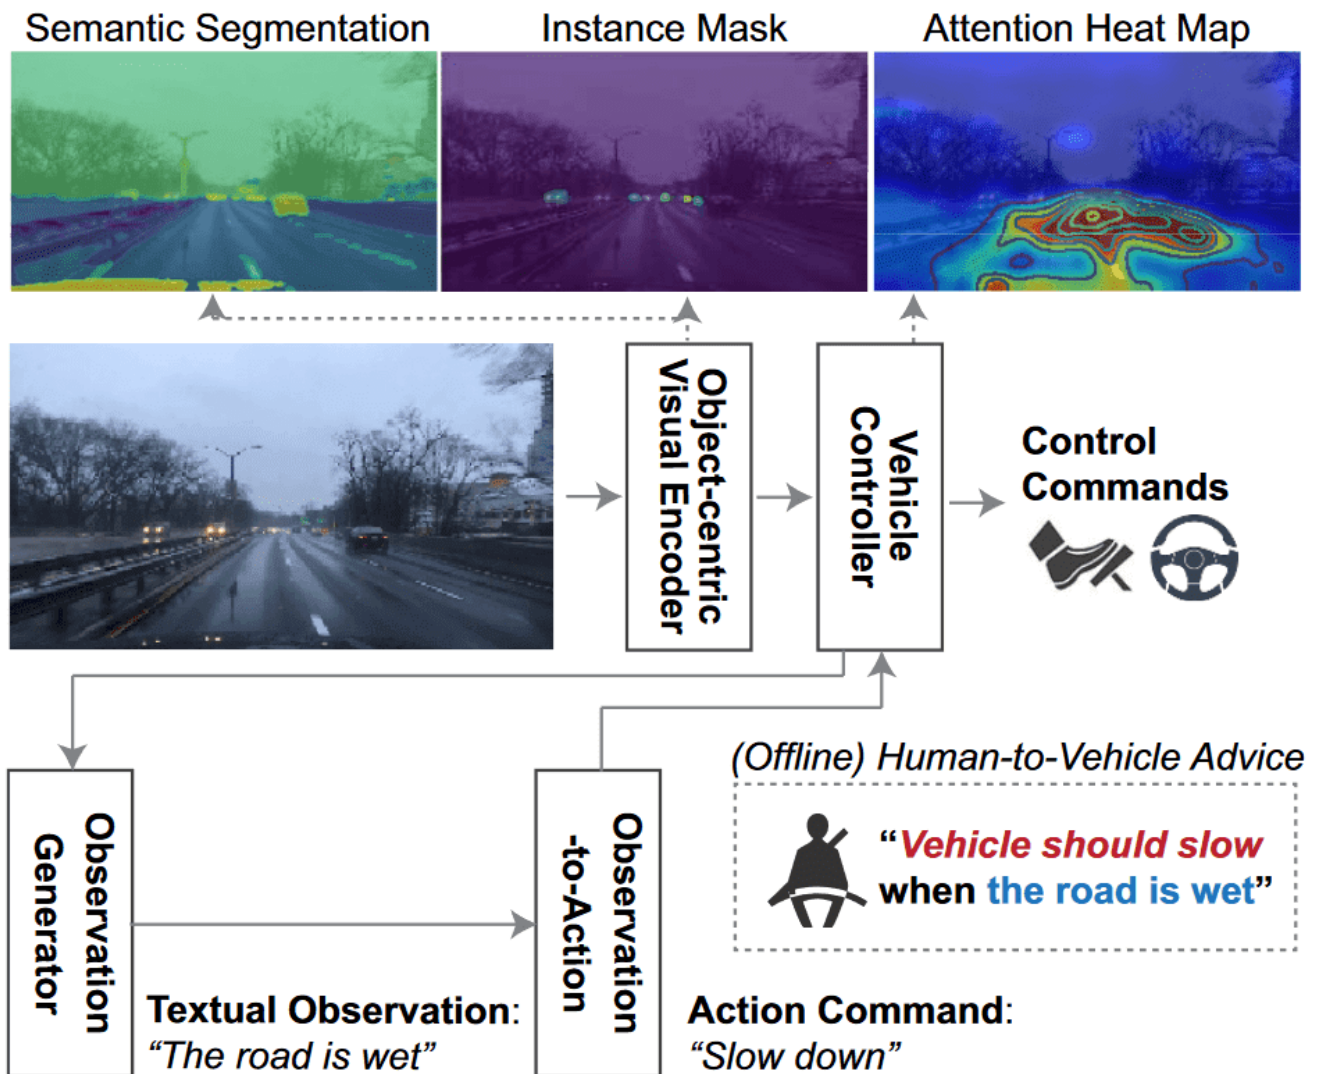 Semantic Segmentation
Instance Mask
Attention Heat Map
Object-centric
Visual Encoder
Vehicle
Controller
Control
Commands
(Offline) Human-to-Vehicle Advice
“Vehicle should slow
when the road is wet”
Observation
Generator
Textual Observation:
“The road is wet”
Observation
-to-Action
Action Command:
“Slow down”